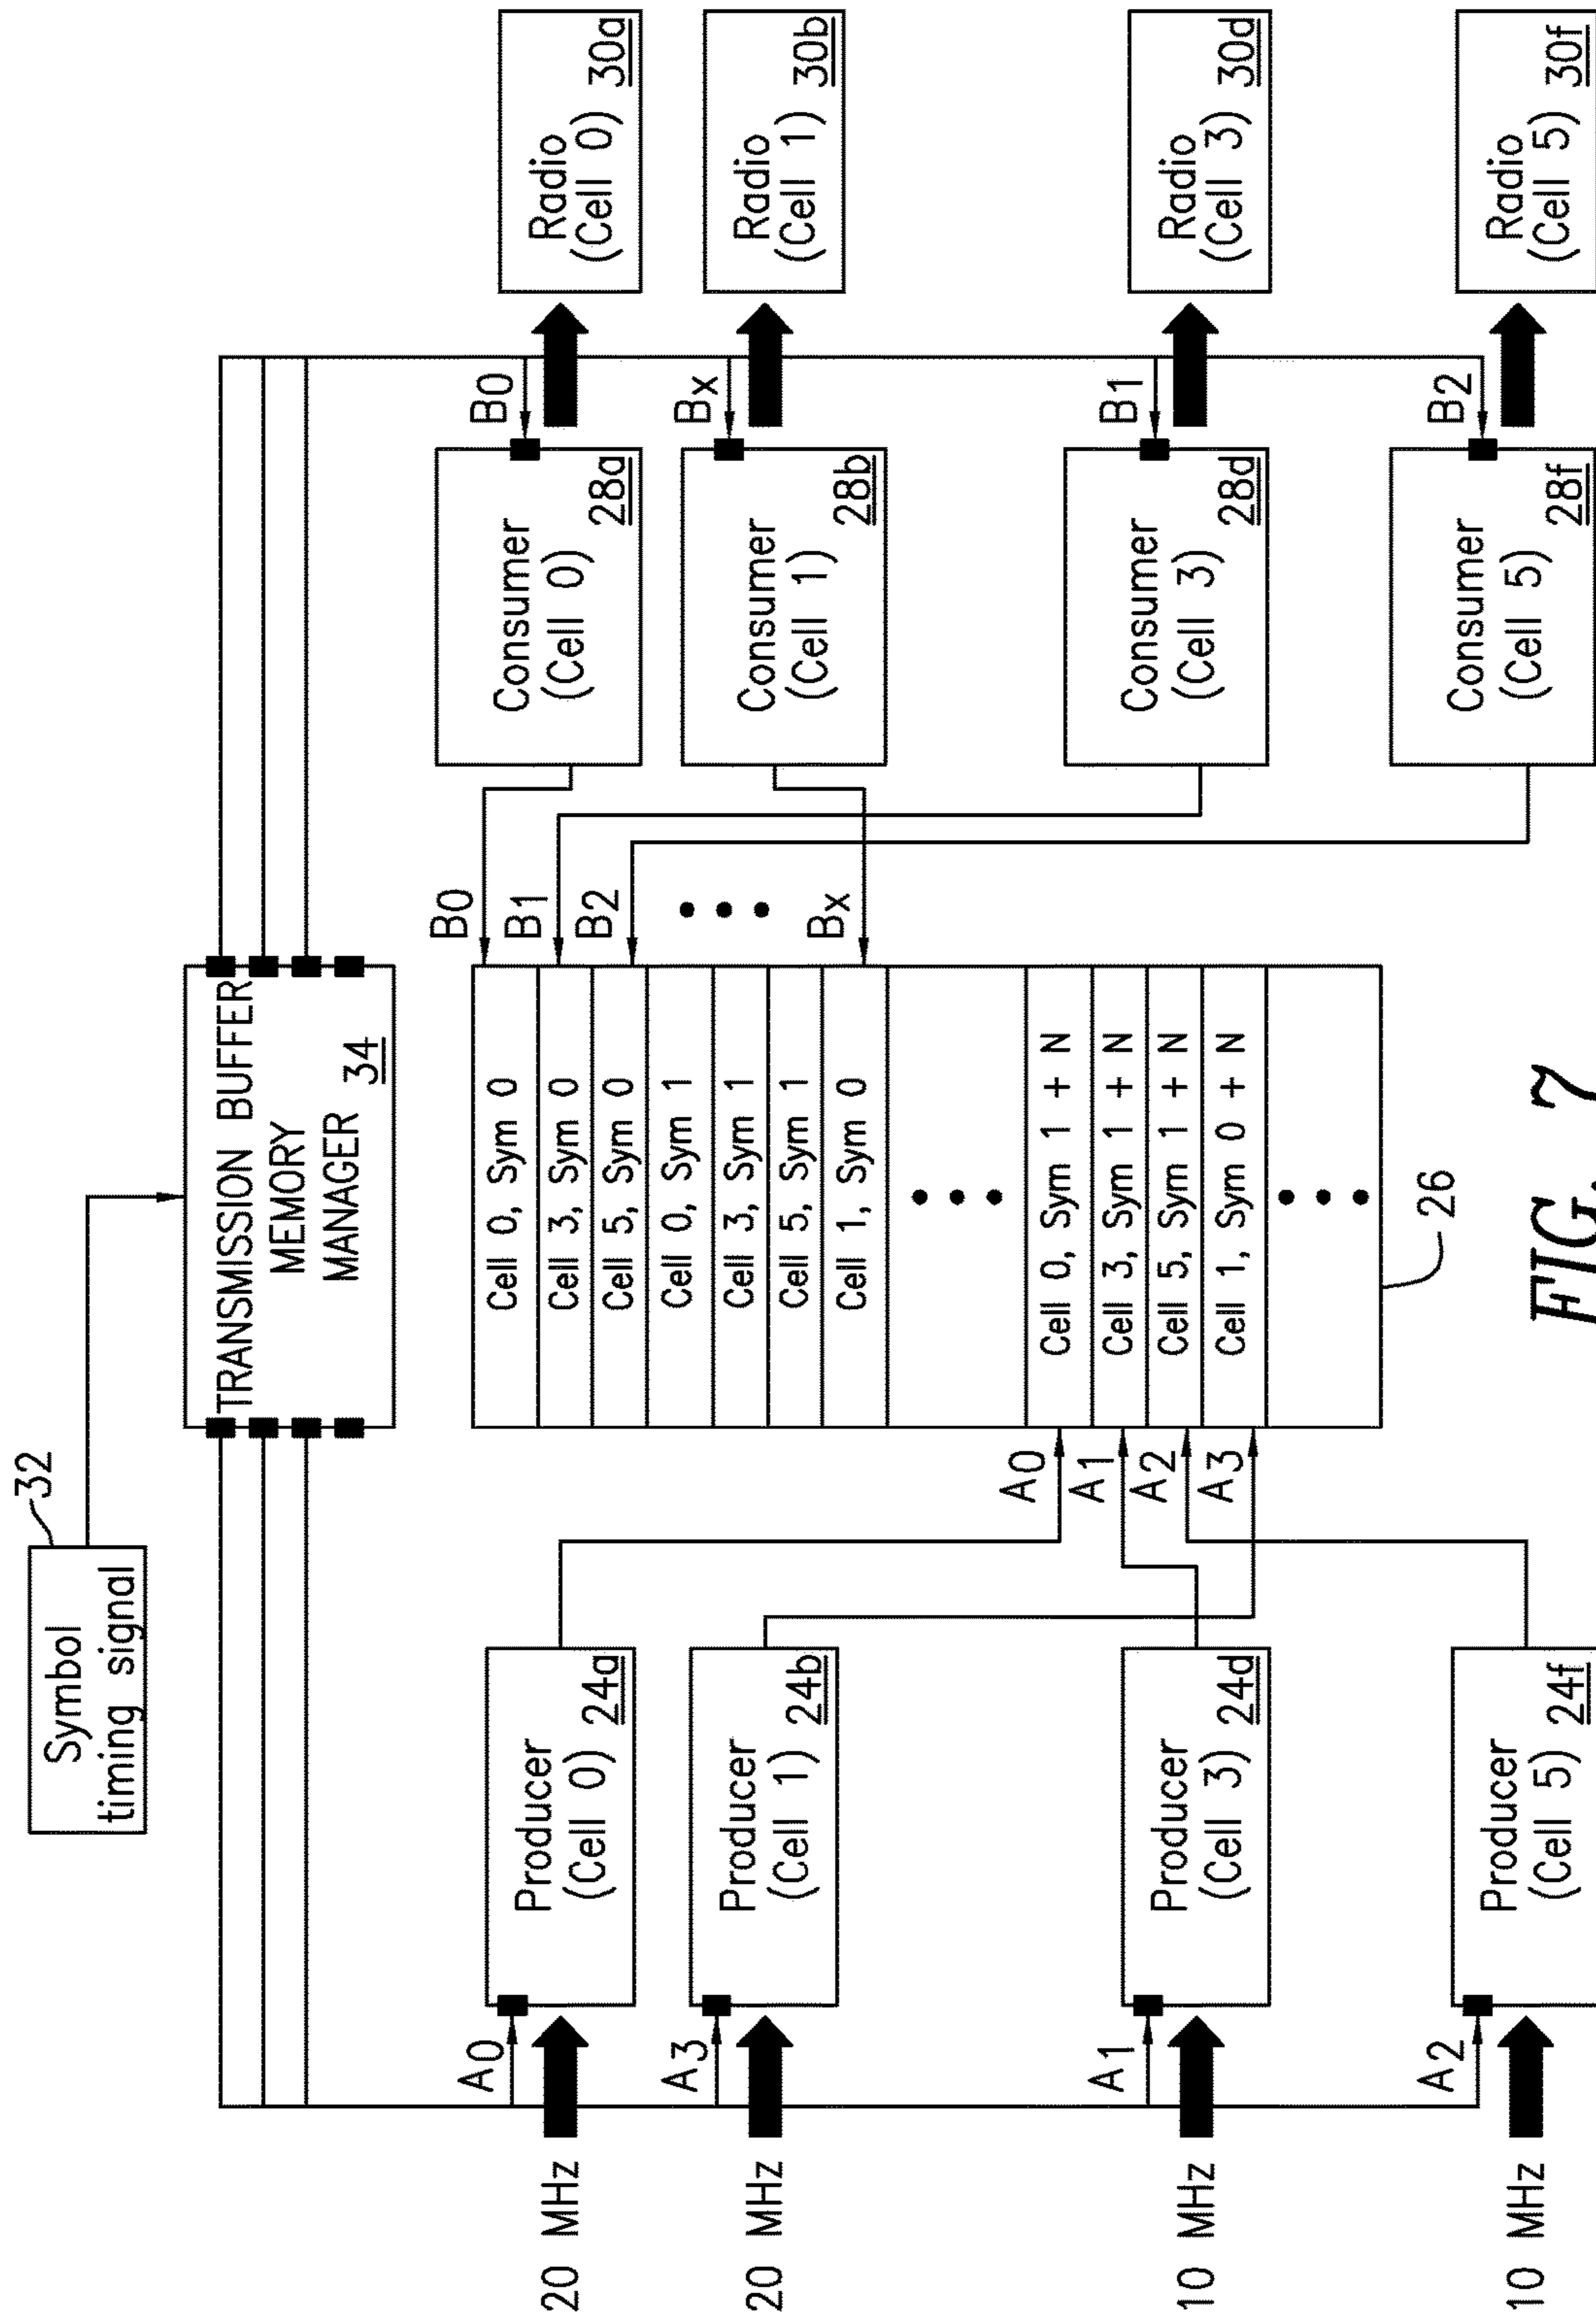 Symbol
timing signal
32
TRANSMISSION BUFFER
MEMORY
MANAGER 34
20 MHz
A0
Producer
(Cell 0) 24a
20 MHz
A3
Producer
(Cell 1) 24b
10 MHz
A1
Producer
(Cell 3) 24d
10 MHz
A2
Producer
(Cell 5) 24f
A0
A1
A2
A3
Cell 0, Sym 0
Cell 3, Sym 0
Cell 5, Sym 0
Cell 0, Sym 1
Cell 3, Sym 1
Cell 5, Sym 1
Cell 1, Sym 0
Cell 0, Sym 1 + N
Cell 3, Sym 1 + N
Cell 5, Sym 1 + N
Cell 1, Sym 0 + N
26
B0
B1
B2
Bx
Consumer
(Cell 0)
28a
B0
Consumer
(Cell 1)
28b
Bx
Consumer
(Cell 3)
28d
B1
Consumer
(Cell 5)
28f
B2
Radio
(Cell 0) 30a
Radio
(Cell 1) 30b
Radio
(Cell 3) 30d
Radio
(Cell 5) 30f
FIG. 7